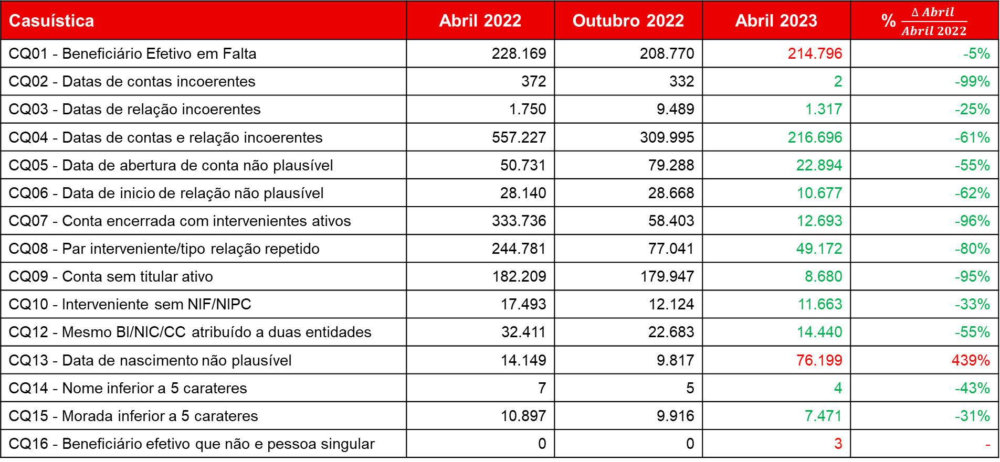 Casuística Abril 2022 Outubro 2022 Abril 2023 % Δ Abril / Abril 2022
CQ01 - Beneficiário Efetivo em Falta 228.169 208.770 214.796 -5%
CQ02 - Datas de contas incoerentes 372 332 2 -99%
CQ03 - Datas de relação incoerentes 1.750 9.489 1.317 -25%
CQ04 - Datas de contas e relação incoerentes 557.227 309.995 216.696 -61%
CQ05 - Data de abertura de conta não plausível 50.731 79.288 22.894 -55%
CQ06 - Data de inicio de relação não plausível 28.140 28.668 10.677 -62%
CQ07 - Conta encerrada com intervenientes ativos 333.736 58.403 12.693 -96%
CQ08 - Par interveniente/tipo relação repetido 244.781 77.041 49.172 -80%
CQ09 - Conta sem titular ativo 182.209 179.947 8.680 -95%
CQ10 - Interveniente sem NIF/NIPC 17.493 12.124 11.663 -33%
CQ12 - Mesmo BI/NIC/CC atribuído a duas entidades 32.411 22.683 14.440 -55%
CQ13 - Data de nascimento não plausível 14.149 9.817 76.199 439%
CQ14 - Nome inferior a 5 carateres 7 5 4 -43%
CQ15 - Morada inferior a 5 carateres 10.897 9.916 7.471 -31%
CQ16 - Beneficiário efetivo que não e pessoa singular 0 0 3 -